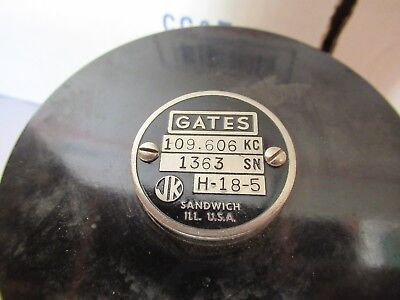 GATES
109.606 KC
1363 SN
JK H-18-5
SANDWICH
ILL. U.S.A.